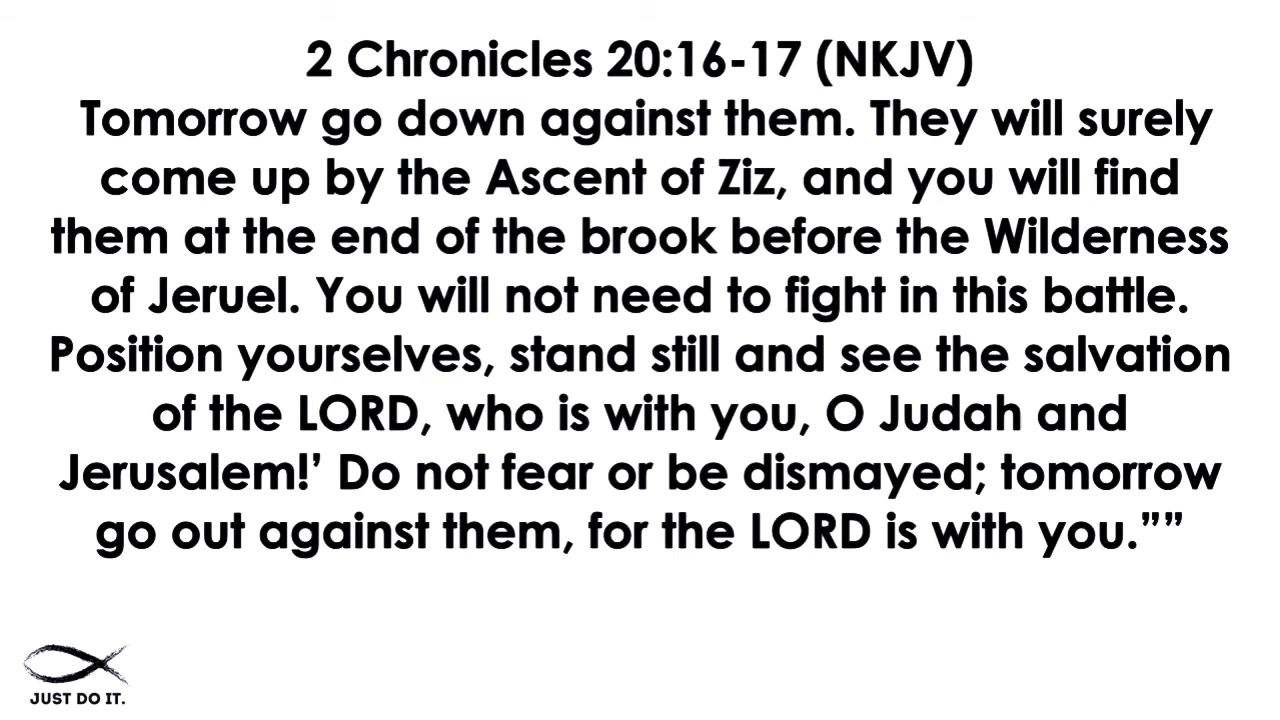 2 Chronicles 20:16-17 (NKJV)
Tomorrow go down against them. They will surely
come up by the Ascent of Ziz, and you will find
them at the end of the brook before the Wilderness
of Jeruel. You will not need to fight in this battle.
Position yourselves, stand still and see the salvation
of the LORD, who is with you, O Judah and
Jerusalem!’ Do not fear or be dismayed; tomorrow
go out against them, for the LORD is with you.””
JUST DO IT.